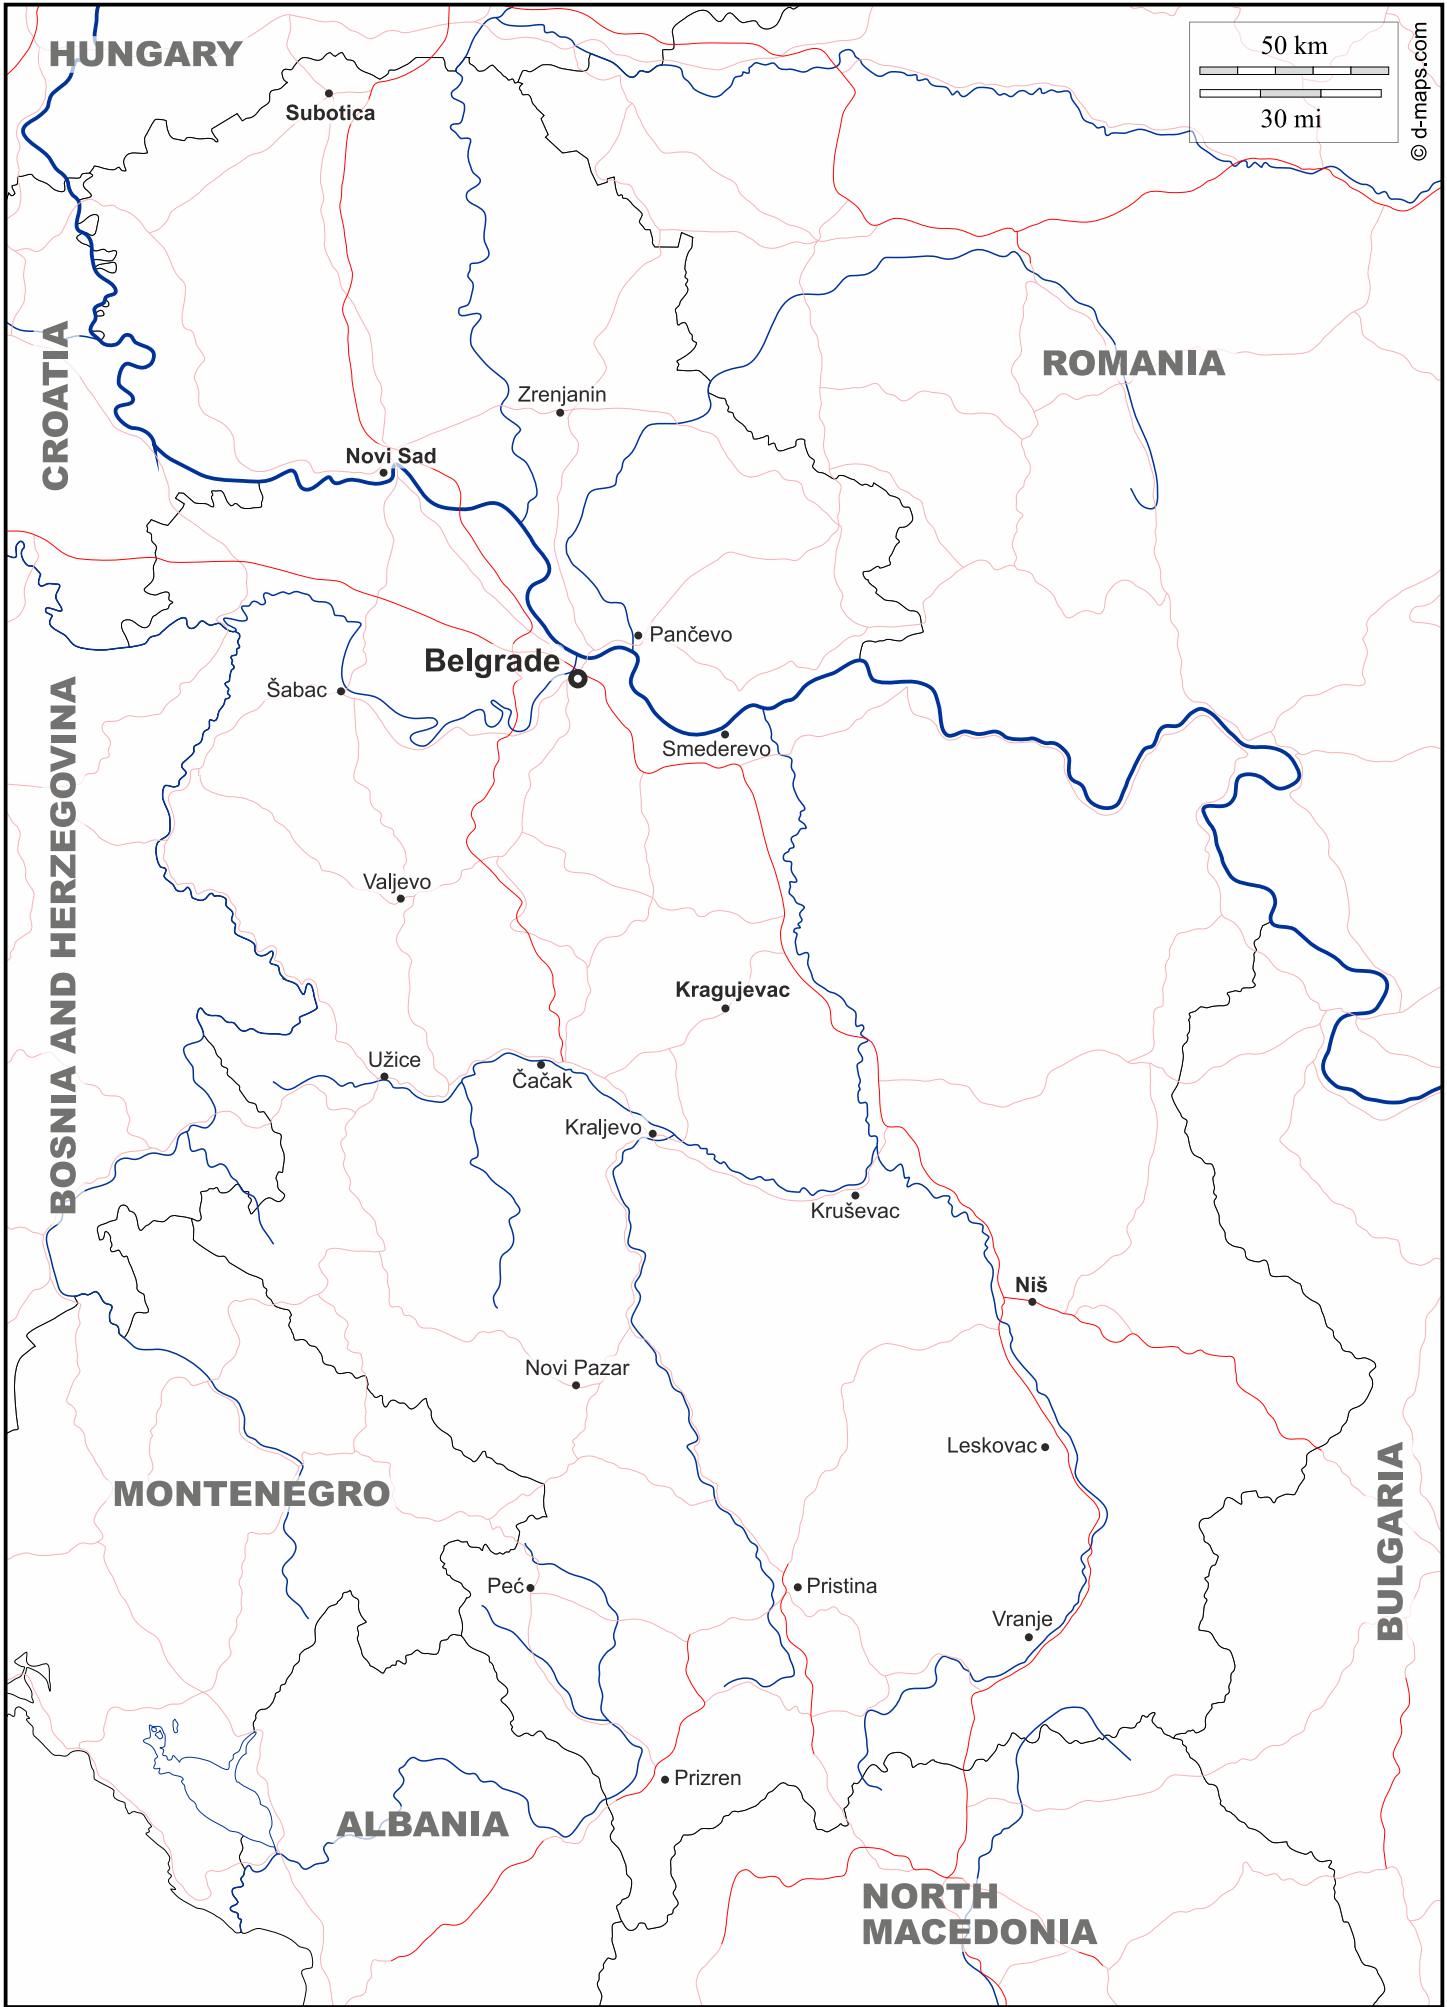 HUNGARY
50 km
30 mi
© d-maps.com
Subotica
CROATIA
ROMANIA
Zrenjanin
Novi Sad
Pančevo
Belgrade
Šabac
Smederevo
BOSNIA AND HERZEGOVINA
Valjevo
Kragujevac
Užice
Čačak
Kraljevo
Kruševac
Niš
Novi Pazar
Leskovac
MONTENEGRO
BULGARIA
Peć
Pristina
Vranje
Prizren
ALBANIA
NORTH
MACEDONIA